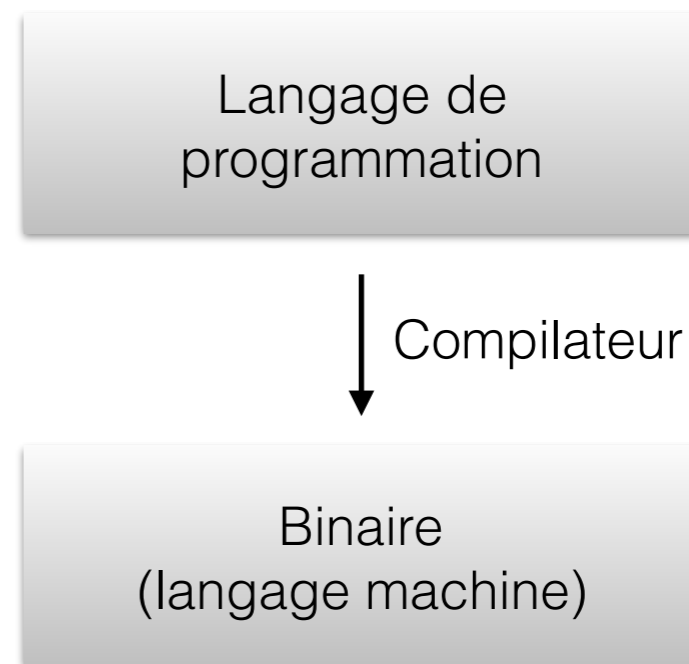 Langage de
programmation
Compilateur
Binaire
(langage machine)